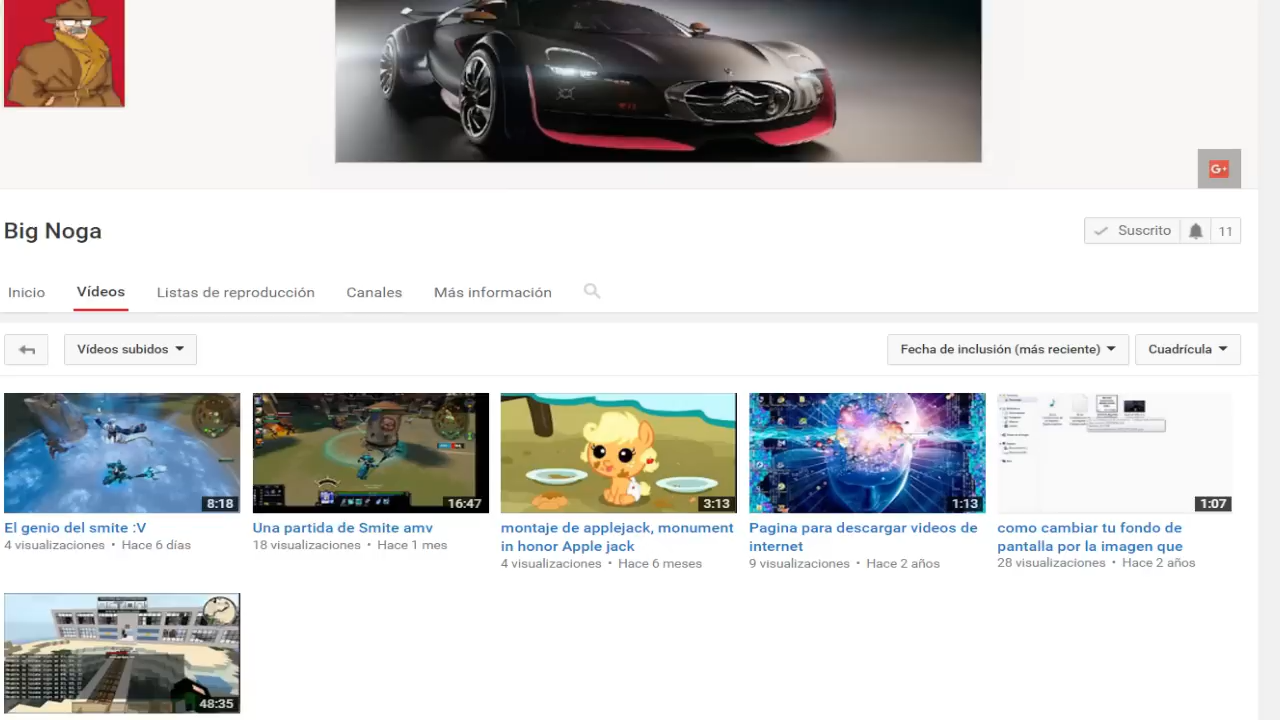 Big Noga
Suscrito 11
Inicio Vídeos Listas de reproducción Canales Más información
Vídeos subidos Fecha de inclusión (más reciente) Cuadrícula
8:18
16:47
3:13
1:13
1:07
El genio del smite :V
4 visualizaciones • Hace 6 días
Una partida de Smite amv
18 visualizaciones • Hace 1 mes
montaje de applejack, monument
in honor Apple jack
4 visualizaciones • Hace 6 meses
Pagina para descargar videos de
internet
9 visualizaciones • Hace 2 años
como cambiar tu fondo de
pantalla por la imagen que
28 visualizaciones • Hace 2 años
48:35